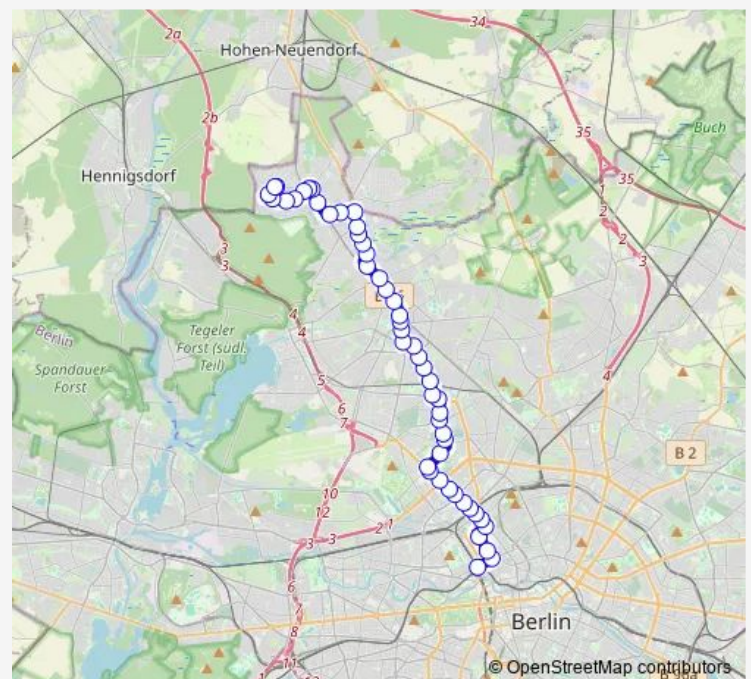 2a
34
Hohen-Neuendorf
2b
35
Buch
Hennigsdorf
35
1
2
2
3
3
3
4
4
Berlin
Tegeler
Forst (südl.
Teil)
Spandauer
Forst
5
4
6
7
B 2
10
12
2
1
3
3
6
7
Berlin
8
11
1
© OpenStreetMap contributors